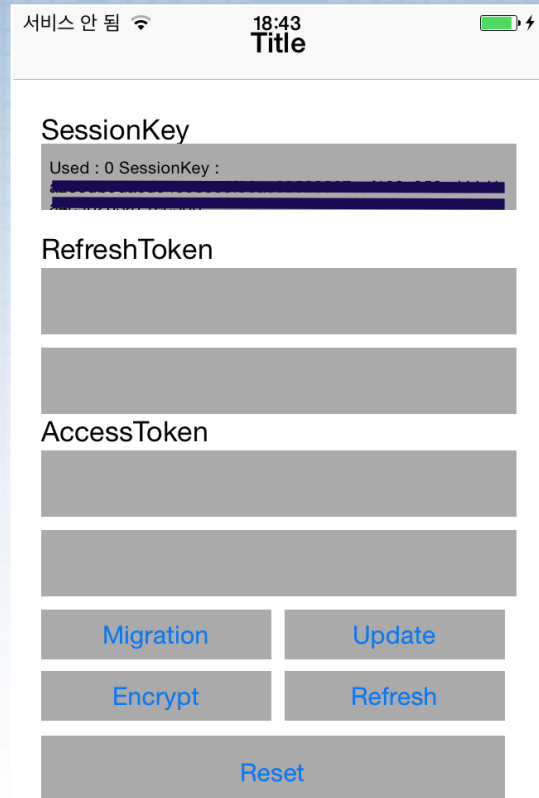 서비스 안 됨
18:43
Title
SessionKey
Used : 0 SessionKey :
RefreshToken
AccessToken
Migration
Update
Encrypt
Refresh
Reset